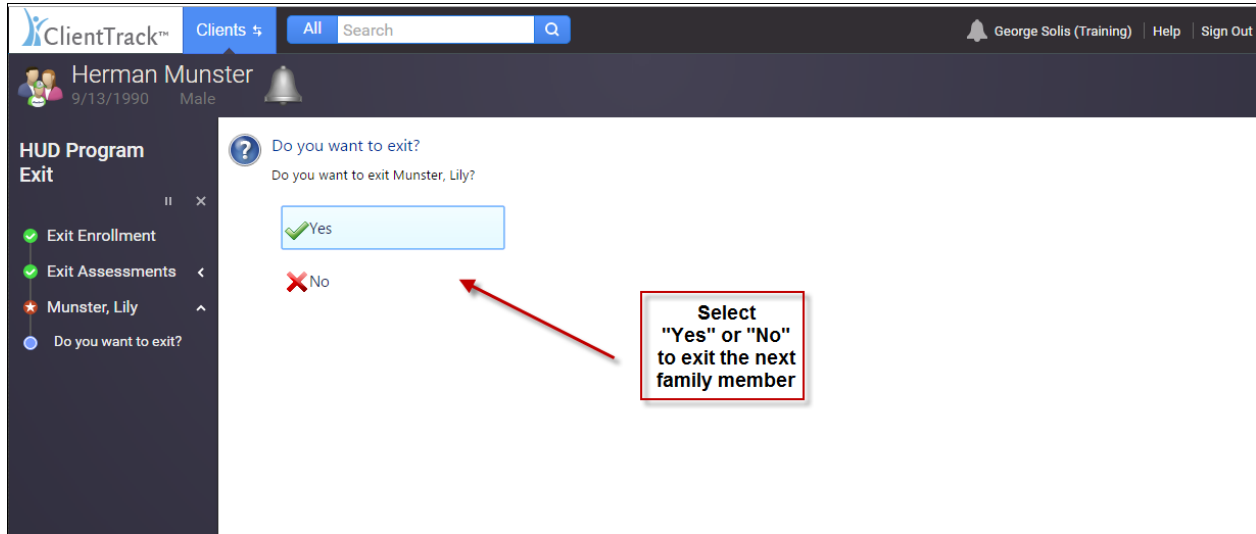 ClientTrack™ Clients ⇆ All Search George Solis (Training) Help Sign Out
Herman Munster
9/13/1990 Male
HUD Program
Exit
Exit Enrollment
Exit Assessments
Munster, Lily
Do you want to exit?
Do you want to exit?
Do you want to exit Munster, Lily?
Yes
No
Select
"Yes" or "No"
to exit the next
family member